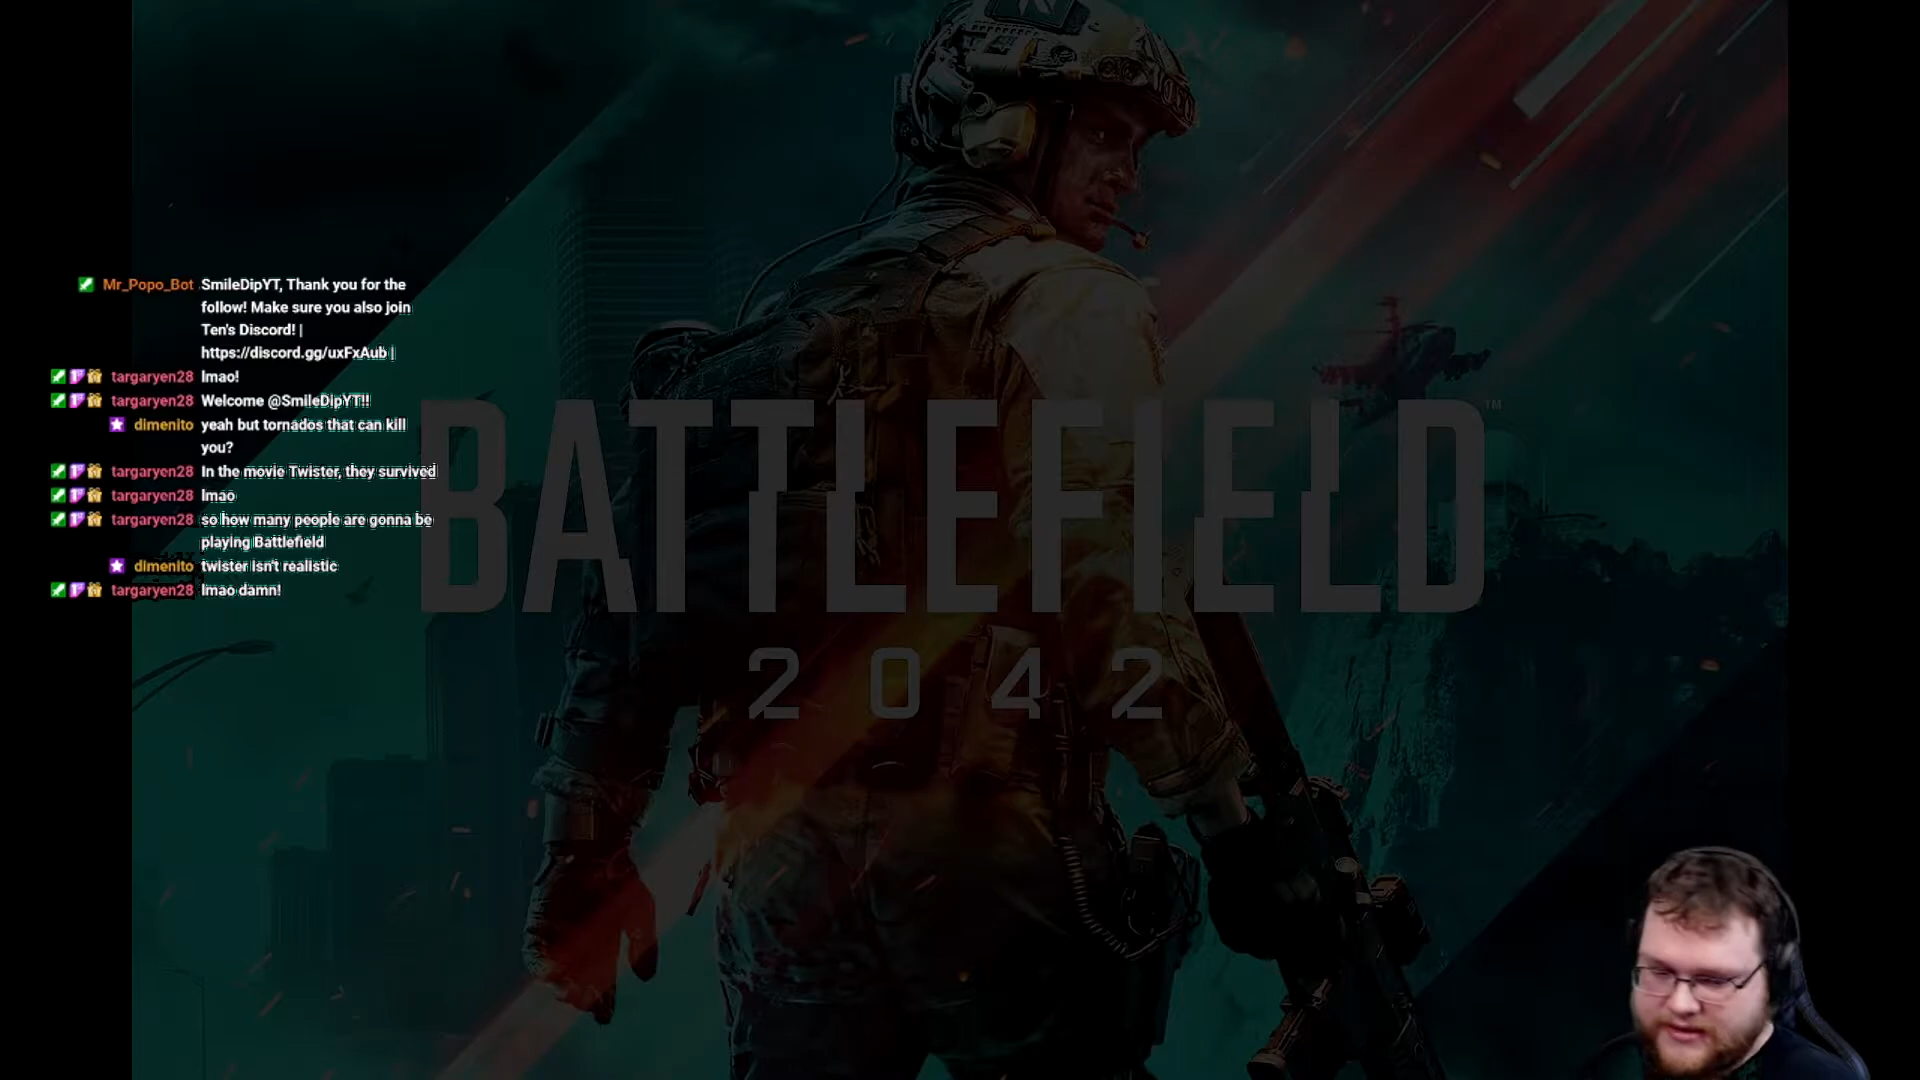 Mr_Popo_Bot SmileDipYT, Thank you for the
follow! Make sure you also join
Ten's Discord! |
https://discord.gg/uxFxAub |
targaryen28 lmao!
targaryen28 Welcome @SmileDipYT!!
dimenito yeah but tornados that can kill
you?
targaryen28 In the movie Twister, they survived
targaryen28 lmao
targaryen28 so how many people are gonna be
playing Battlefield
dimenito twister isn't realistic
targaryen28 lmao damn!
BATTLEFIELD™
2042